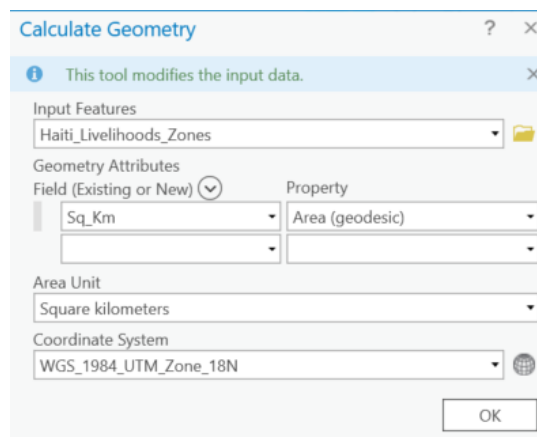 Calculate Geometry ? ×
This tool modifies the input data. ×
Input Features
Haiti_Livelihoods_Zones
Geometry Attributes
Field (Existing or New) Property
Sq_Km Area (geodesic)
Area Unit
Square kilometers
Coordinate System
WGS_1984_UTM_Zone_18N
OK